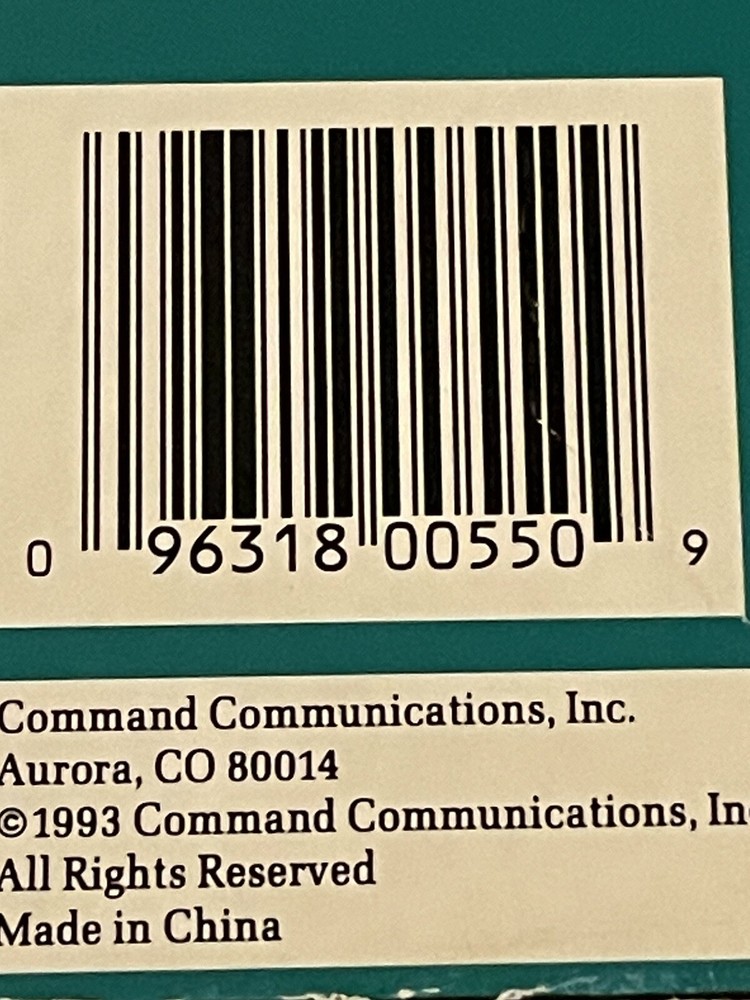 0 96318 00550 9
Command Communications, Inc.
Aurora, CO 80014
©1993 Command Communications,
All Rights Reserved
Made in China